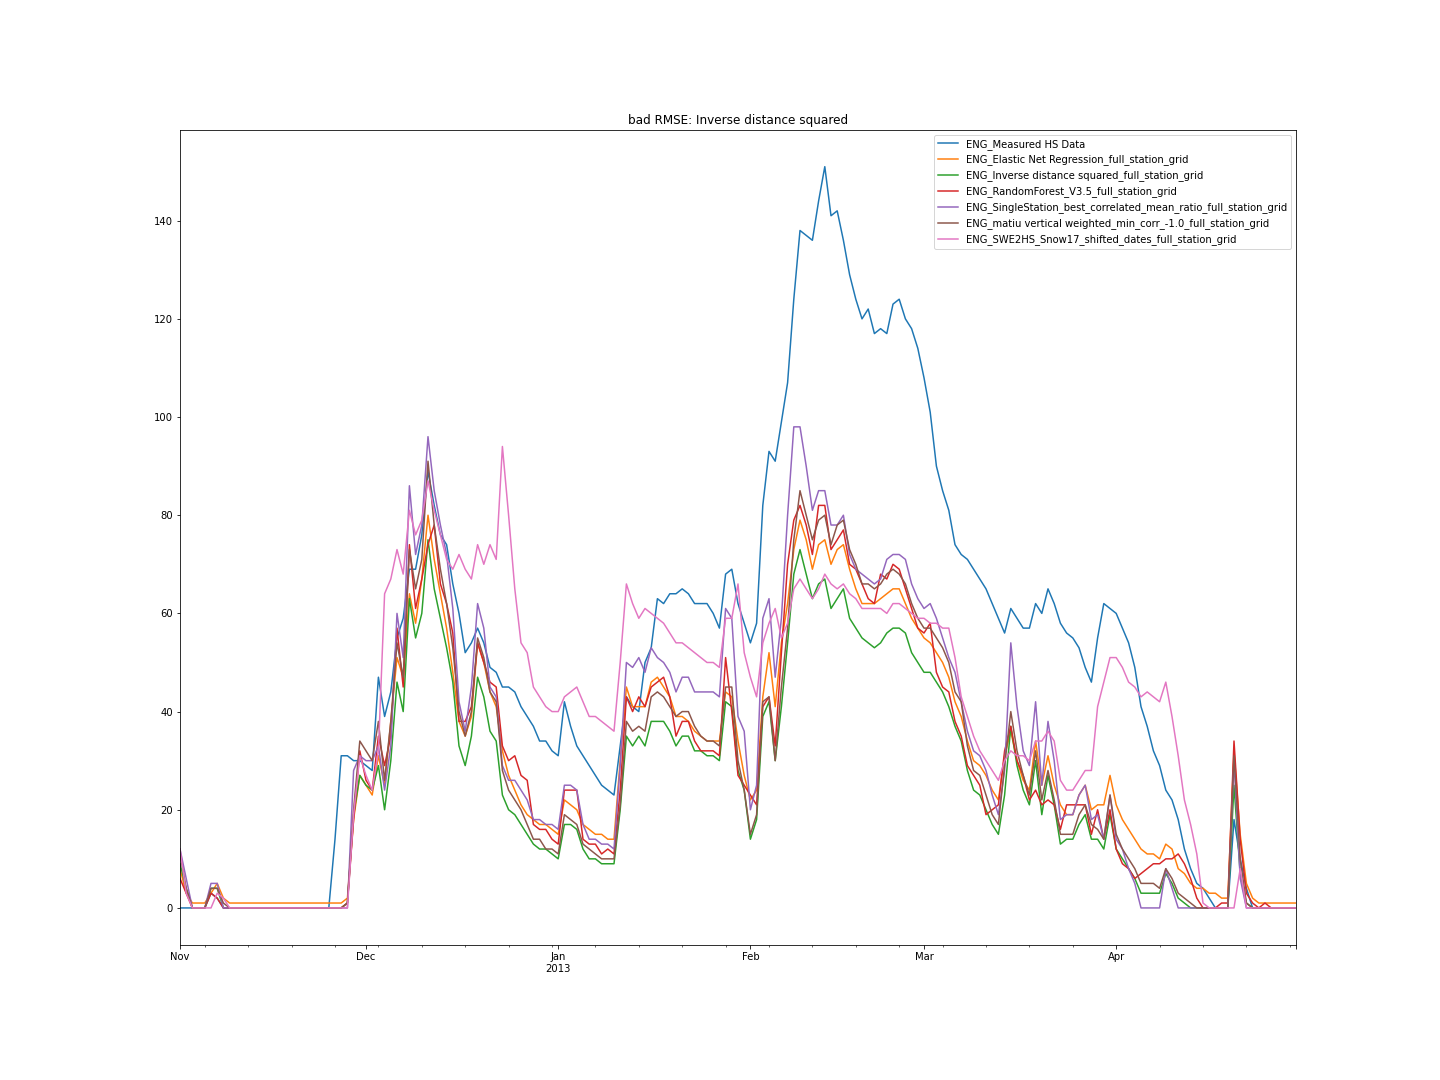 bad RMSE: Inverse distance squared
ENG_Measured HS Data
ENG_Elastic Net Regression_full_station_grid
ENG_Inverse distance squared_full_station_grid
ENG_RandomForest_V3.5_full_station_grid
ENG_SingleStation_best_correlated_mean_ratio_full_station_grid
ENG_matiu vertical weighted_min_corr_-1.0_full_station_grid
ENG_SWE2HS_Snow17_shifted_dates_full_station_grid
140
120
100
80
60
40
20
0
Nov Dec Jan Feb Mar Apr
2013